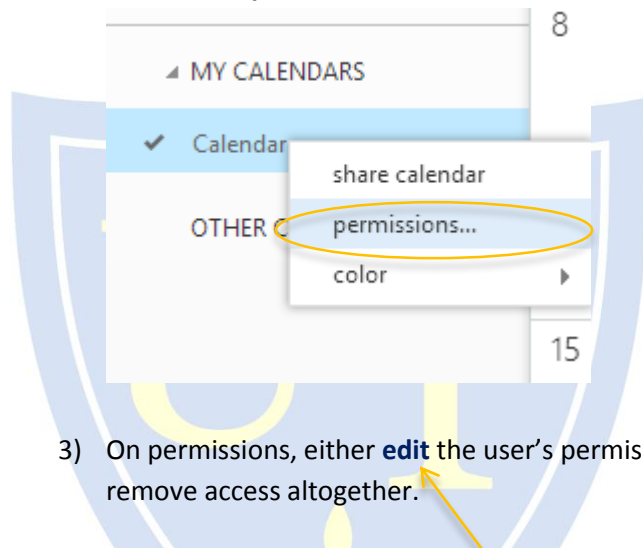 8
MY CALENDARS
Calendar
share calendar
OTHER C
permissions...
color
15
3) On permissions, either edit the user's permis
remove access altogether.